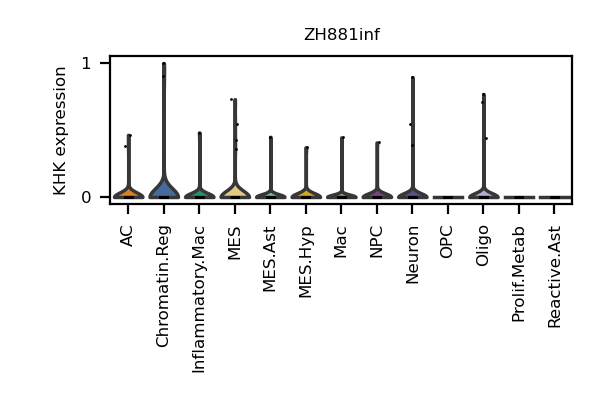 ZH881inf
KHK expression
1
0
AC
Chromatin.Reg
Inflammatory.Mac
MES
MES.Ast
MES.Hyp
Mac
NPC
Neuron
OPC
Oligo
Prolif.Metab
Reactive.Ast